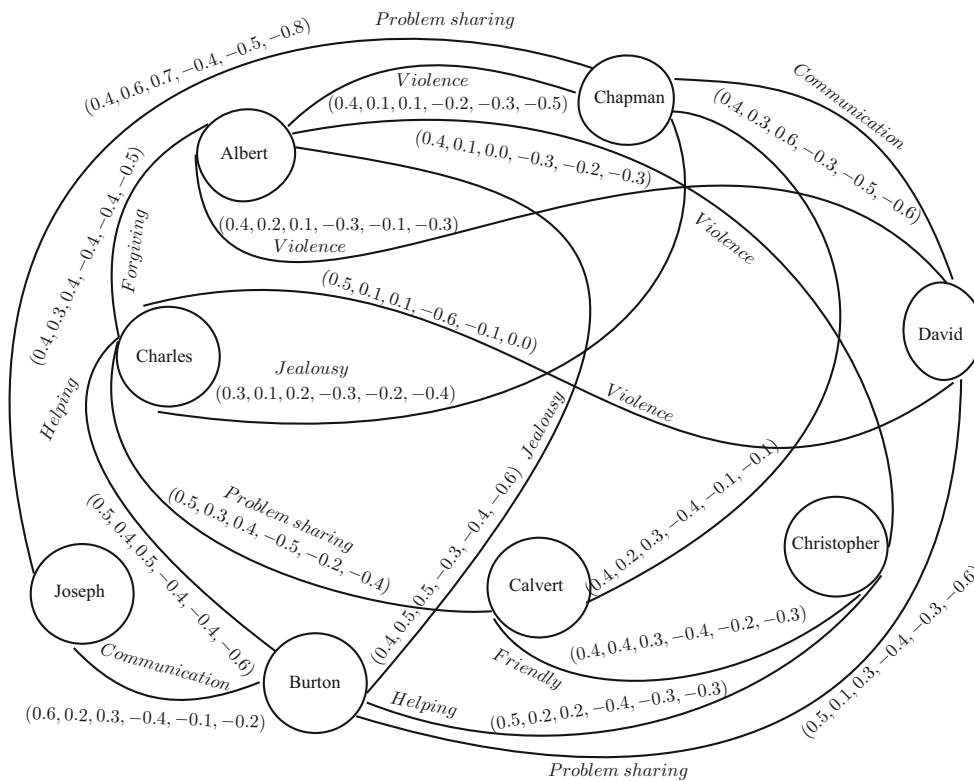 Problem sharing
(0.4, 0.6, 0.7, −0.4, −0.5, −0.8)
Violence
(0.4, 0.1, 0.1, −0.2, −0.3, −0.5)
Chapman
Communication
(0.4, 0.3, 0.6, −0.3, −0.5, −0.6)
Albert
(0.4, 0.1, 0.0, −0.3, −0.2, −0.3)
Violence
(0.4, 0.3, 0.4, −0.4, −0.4, −0.5)
Forgiving
(0.4, 0.2, 0.1, −0.3, −0.1, −0.3)
Violence
(0.5, 0.1, 0.1, −0.6, −0.1, 0.0)
David
Charles
Jealousy
(0.3, 0.1, 0.2, −0.3, −0.2, −0.4)
Violence
Helping
Jealousy
(0.4, 0.5, 0.5, −0.3, −0.4, −0.6)
Problem sharing
(0.5, 0.3, 0.4, −0.5, −0.2, −0.4)
(0.4, 0.2, 0.3, −0.4, −0.1, −0.1)
(0.5, 0.4, 0.5, −0.4, −0.4, −0.6)
Christopher
Joseph
Calvert
(0.4, 0.4, 0.3, −0.4, −0.2, −0.3)
Friendly
(0.5, 0.1, 0.3, −0.4, −0.3, −0.6)
Communication
(0.6, 0.2, 0.3, −0.4, −0.1, −0.2)
Burton
Helping
(0.5, 0.2, 0.2, −0.4, −0.3, −0.3)
Problem sharing